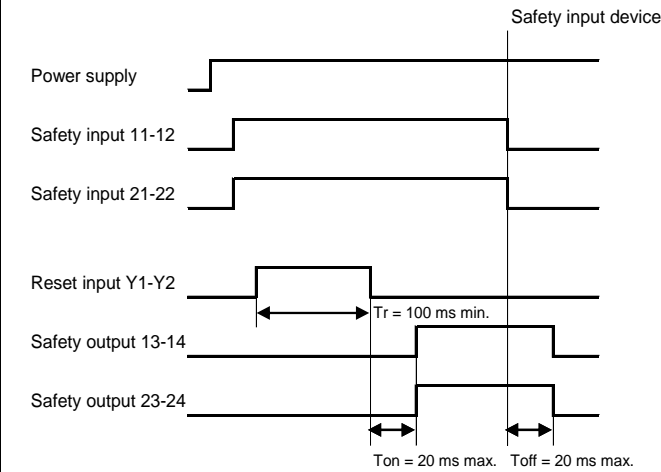 Safety input device
Power supply
Safety input 11-12
Safety input 21-22
Reset input Y1-Y2
Tr = 100 ms min.
Safety output 13-14
Safety output 23-24
Ton = 20 ms max.
Toff = 20 ms max.